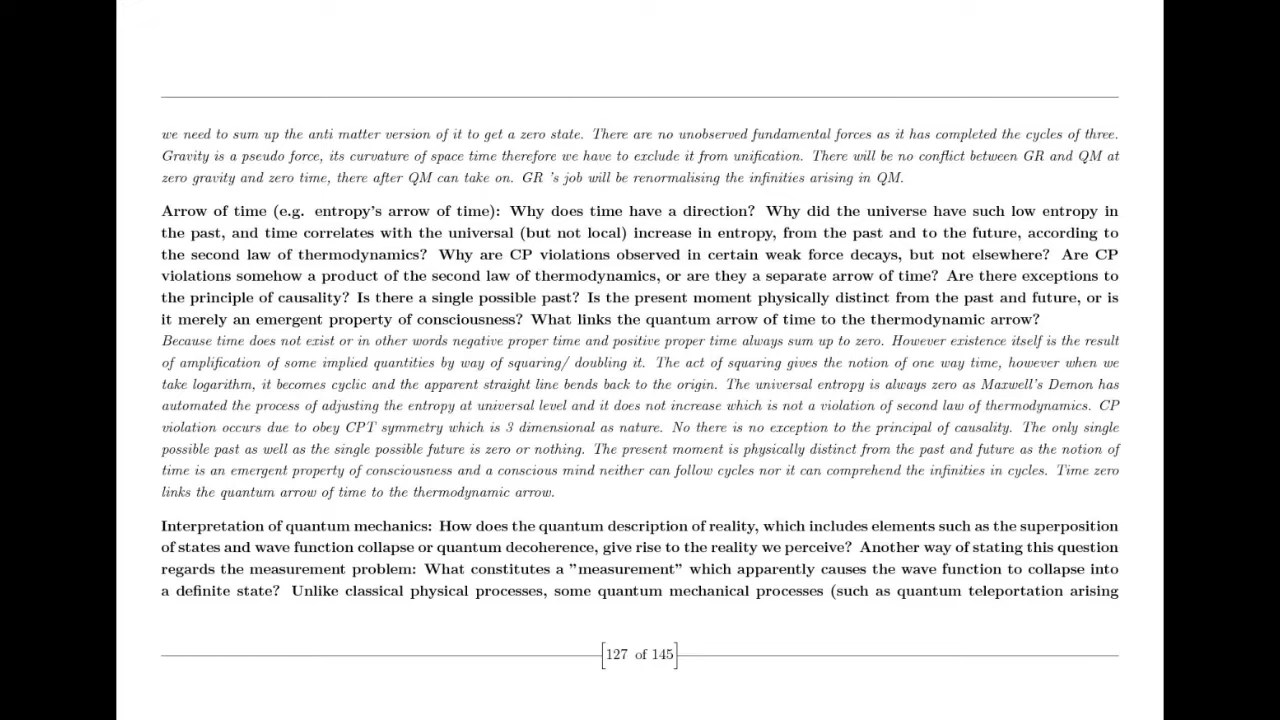 we need to sum up the anti matter version of it to get a zero state. There are no unobserved fundamental forces as it has completed the cycles of three.
Gravity is a pseudo force, its curvature of space time therefore we have to exclude it from unification. There will be no conflict between GR and QM at
zero gravity and zero time, there after QM can take on. GR 's job will be renormalising the infinities arising in QM.
Arrow of time (e.g. entropy's arrow of time): Why does time have a direction? Why did the universe have such low entropy in
the past, and time correlates with the universal (but not local) increase in entropy, from the past and to the future, according to
the second law of thermodynamics? Why are CP violations observed in certain weak force decays, but not elsewhere? Are CP
violations somehow a product of the second law of thermodynamics, or are they a separate arrow of time? Are there exceptions to
the principle of causality? Is there a single possible past? Is the present moment physically distinct from the past and future, or is
it merely an emergent property of consciousness? What links the quantum arrow of time to the thermodynamic arrow?
Because time does not exist or in other words negative proper time and positive proper time always sum up to zero. However existence itself is the result
of amplification of some implied quantities by way of squaring/ doubling it. The act of squaring gives the notion of one way time, however when we
take logarithm, it becomes cyclic and the apparent straight line bends back to the origin. The universal entropy is always zero as Maxwell's Demon has
automated the process of adjusting the entropy at universal level and it does not increase which is not a violation of second law of thermodynamics. CP
violation occurs due to obey CPT symmetry which is 3 dimensional as nature. No there is no exception to the principal of causality. The only single
possible past as well as the single possible future is zero or nothing. The present moment is physically distinct from the past and future as the notion of
time is an emergent property of consciousness and a conscious mind neither can follow cycles nor it can comprehend the infinities in cycles. Time zero
links the quantum arrow of time to the thermodynamic arrow.
Interpretation of quantum mechanics: How does the quantum description of reality, which includes elements such as the superposition
of states and wave function collapse or quantum decoherence, give rise to the reality we perceive? Another way of stating this question
regards the measurement problem: What constitutes a "measurement" which apparently causes the wave function to collapse into
a definite state? Unlike classical physical processes, some quantum mechanical processes (such as quantum teleportation arising
[127 of 145]